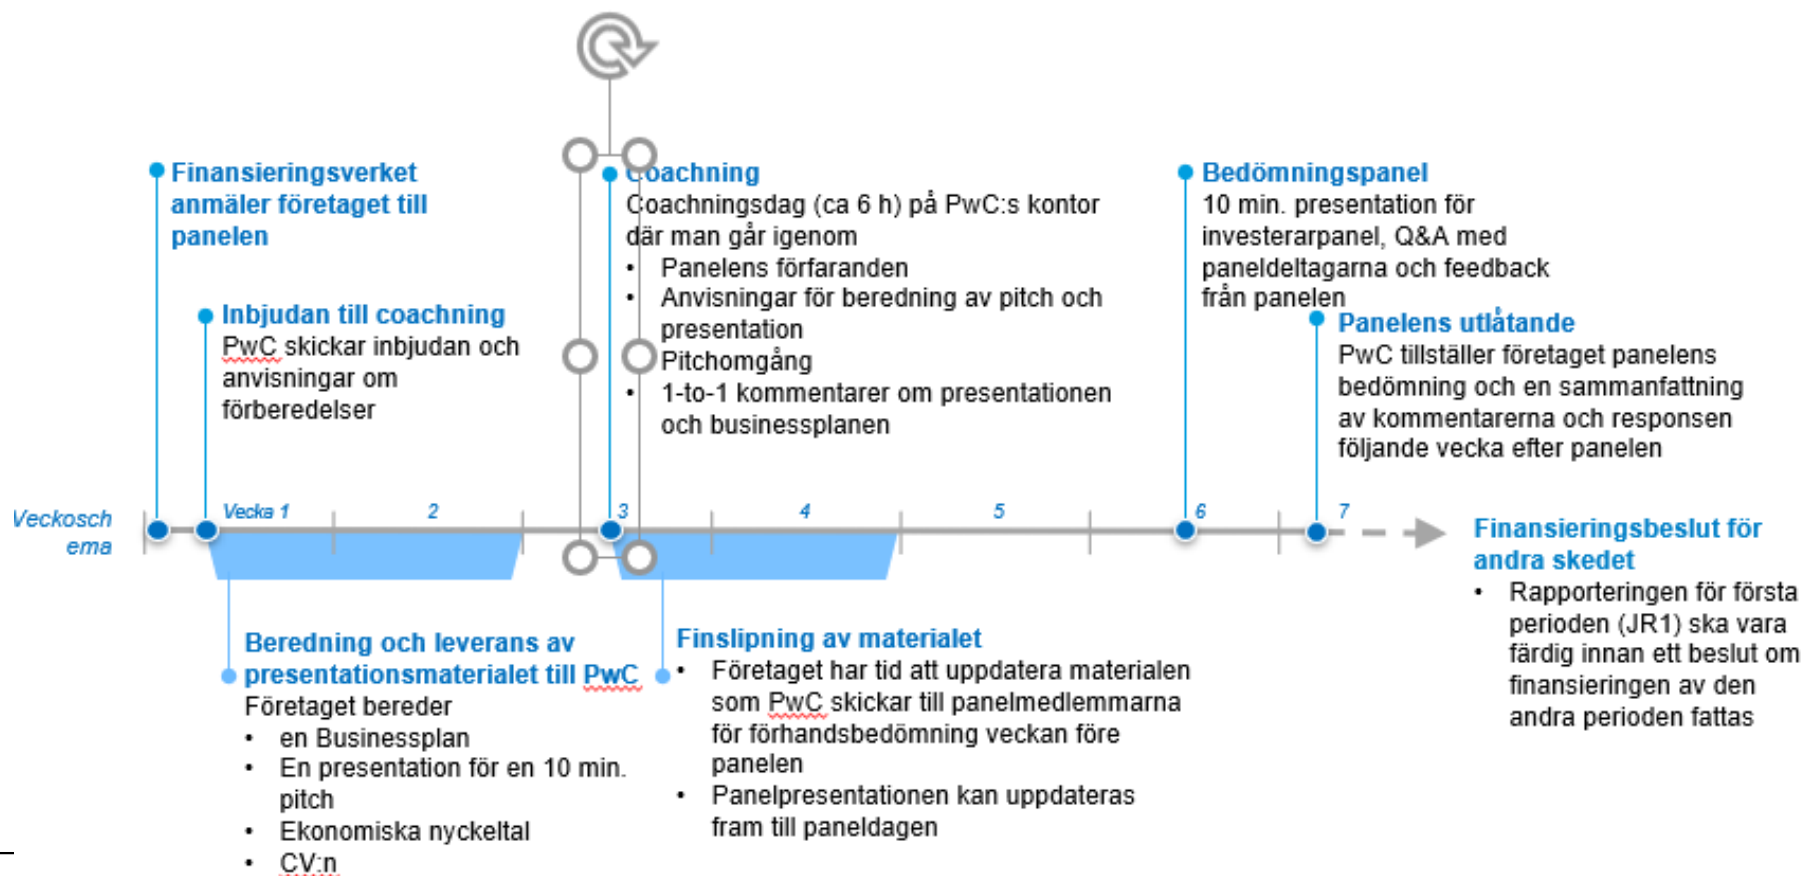 Finansieringsverket
anmäler företaget till
panelen
Inbjudan till coachning
PwC skickar inbjudan och
anvisningar om
förberedelser
Coachning
Coachningsdag (ca 6 h) på PwC:s kontor
där man går igenom
• Panelens förfaranden
• Anvisningar för beredning av pitch och
presentation
Pitchomgång
• 1-to-1 kommentarer om presentationen
och businessplanen
Bedömningspanel
10 min. presentation för
investerarpanel, Q&A med
paneldeltagarna och feedback
från panelen
Panelens utlåtande
PwC tillställer företaget panelens
bedömning och en sammanfattning
av kommentarerna och responsen
följande vecka efter panelen
Veckosch
ema
Vecka 1
2
3
4
5
6
7
Finansieringsbeslut för
andra skedet
• Rapporteringen för första
perioden (JR1) ska vara
färdig innan ett beslut om
finansieringen av den
andra perioden fattas
Beredning och leverans av
presentationsmaterialet till PwC
Företaget bereder
• en Businessplan
• En presentation för en 10 min.
pitch
• Ekonomiska nyckeltal
• CV:n
Finslipning av materialet
• Företaget har tid att uppdatera materialen
som PwC skickar till panelmedlemmarna
för förhandsbedömning veckan före
panelen
• Panelpresentationen kan uppdateras
fram till paneldagen